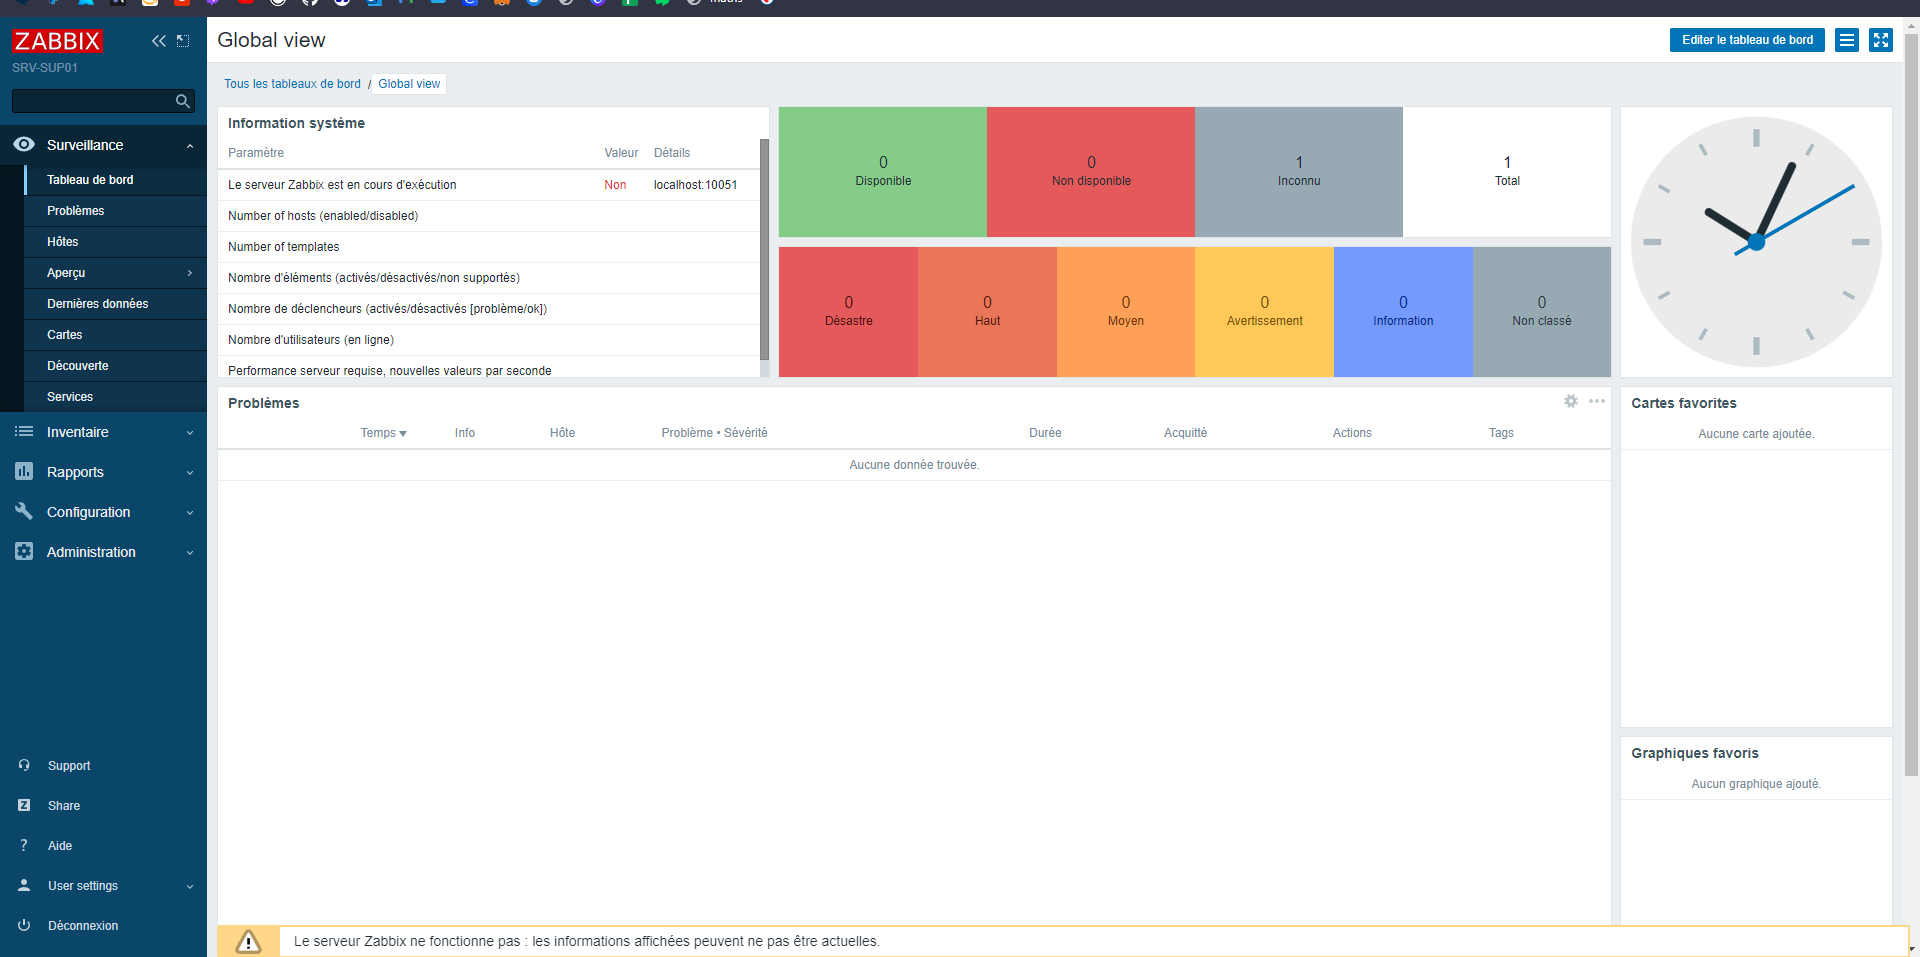 maths
ZABBIX
SRV-SUP01
Surveillance
Tableau de bord
Problèmes
Hôtes
Aperçu
Dernières données
Cartes
Découverte
Services
Inventaire
Rapports
Configuration
Administration
Support
Share
Aide
User settings
Déconnexion
Global view
Editer le tableau de bord
Tous les tableaux de bord / Global view
Information système
Paramètre Valeur Détails
Le serveur Zabbix est en cours d'exécution Non localhost:10051
Number of hosts (enabled/disabled)
Number of templates
Nombre d'éléments (activés/désactivés/non supportés)
Nombre de déclencheurs (activés/désactivés [problème/ok])
Nombre d'utilisateurs (en ligne)
Performance serveur requise, nouvelles valeurs par seconde
0 0 1 1
Disponible Non disponible Inconnu Total
0 0 0 0 0 0
Désastre Haut Moyen Avertissement Information Non classé
Problèmes
Temps Info Hôte Problème • Sévérité Durée Acquitté Actions Tags
Aucune donnée trouvée.
Cartes favorites
Aucune carte ajoutée.
Graphiques favoris
Aucun graphique ajouté.
Le serveur Zabbix ne fonctionne pas : les informations affichées peuvent ne pas être actuelles.